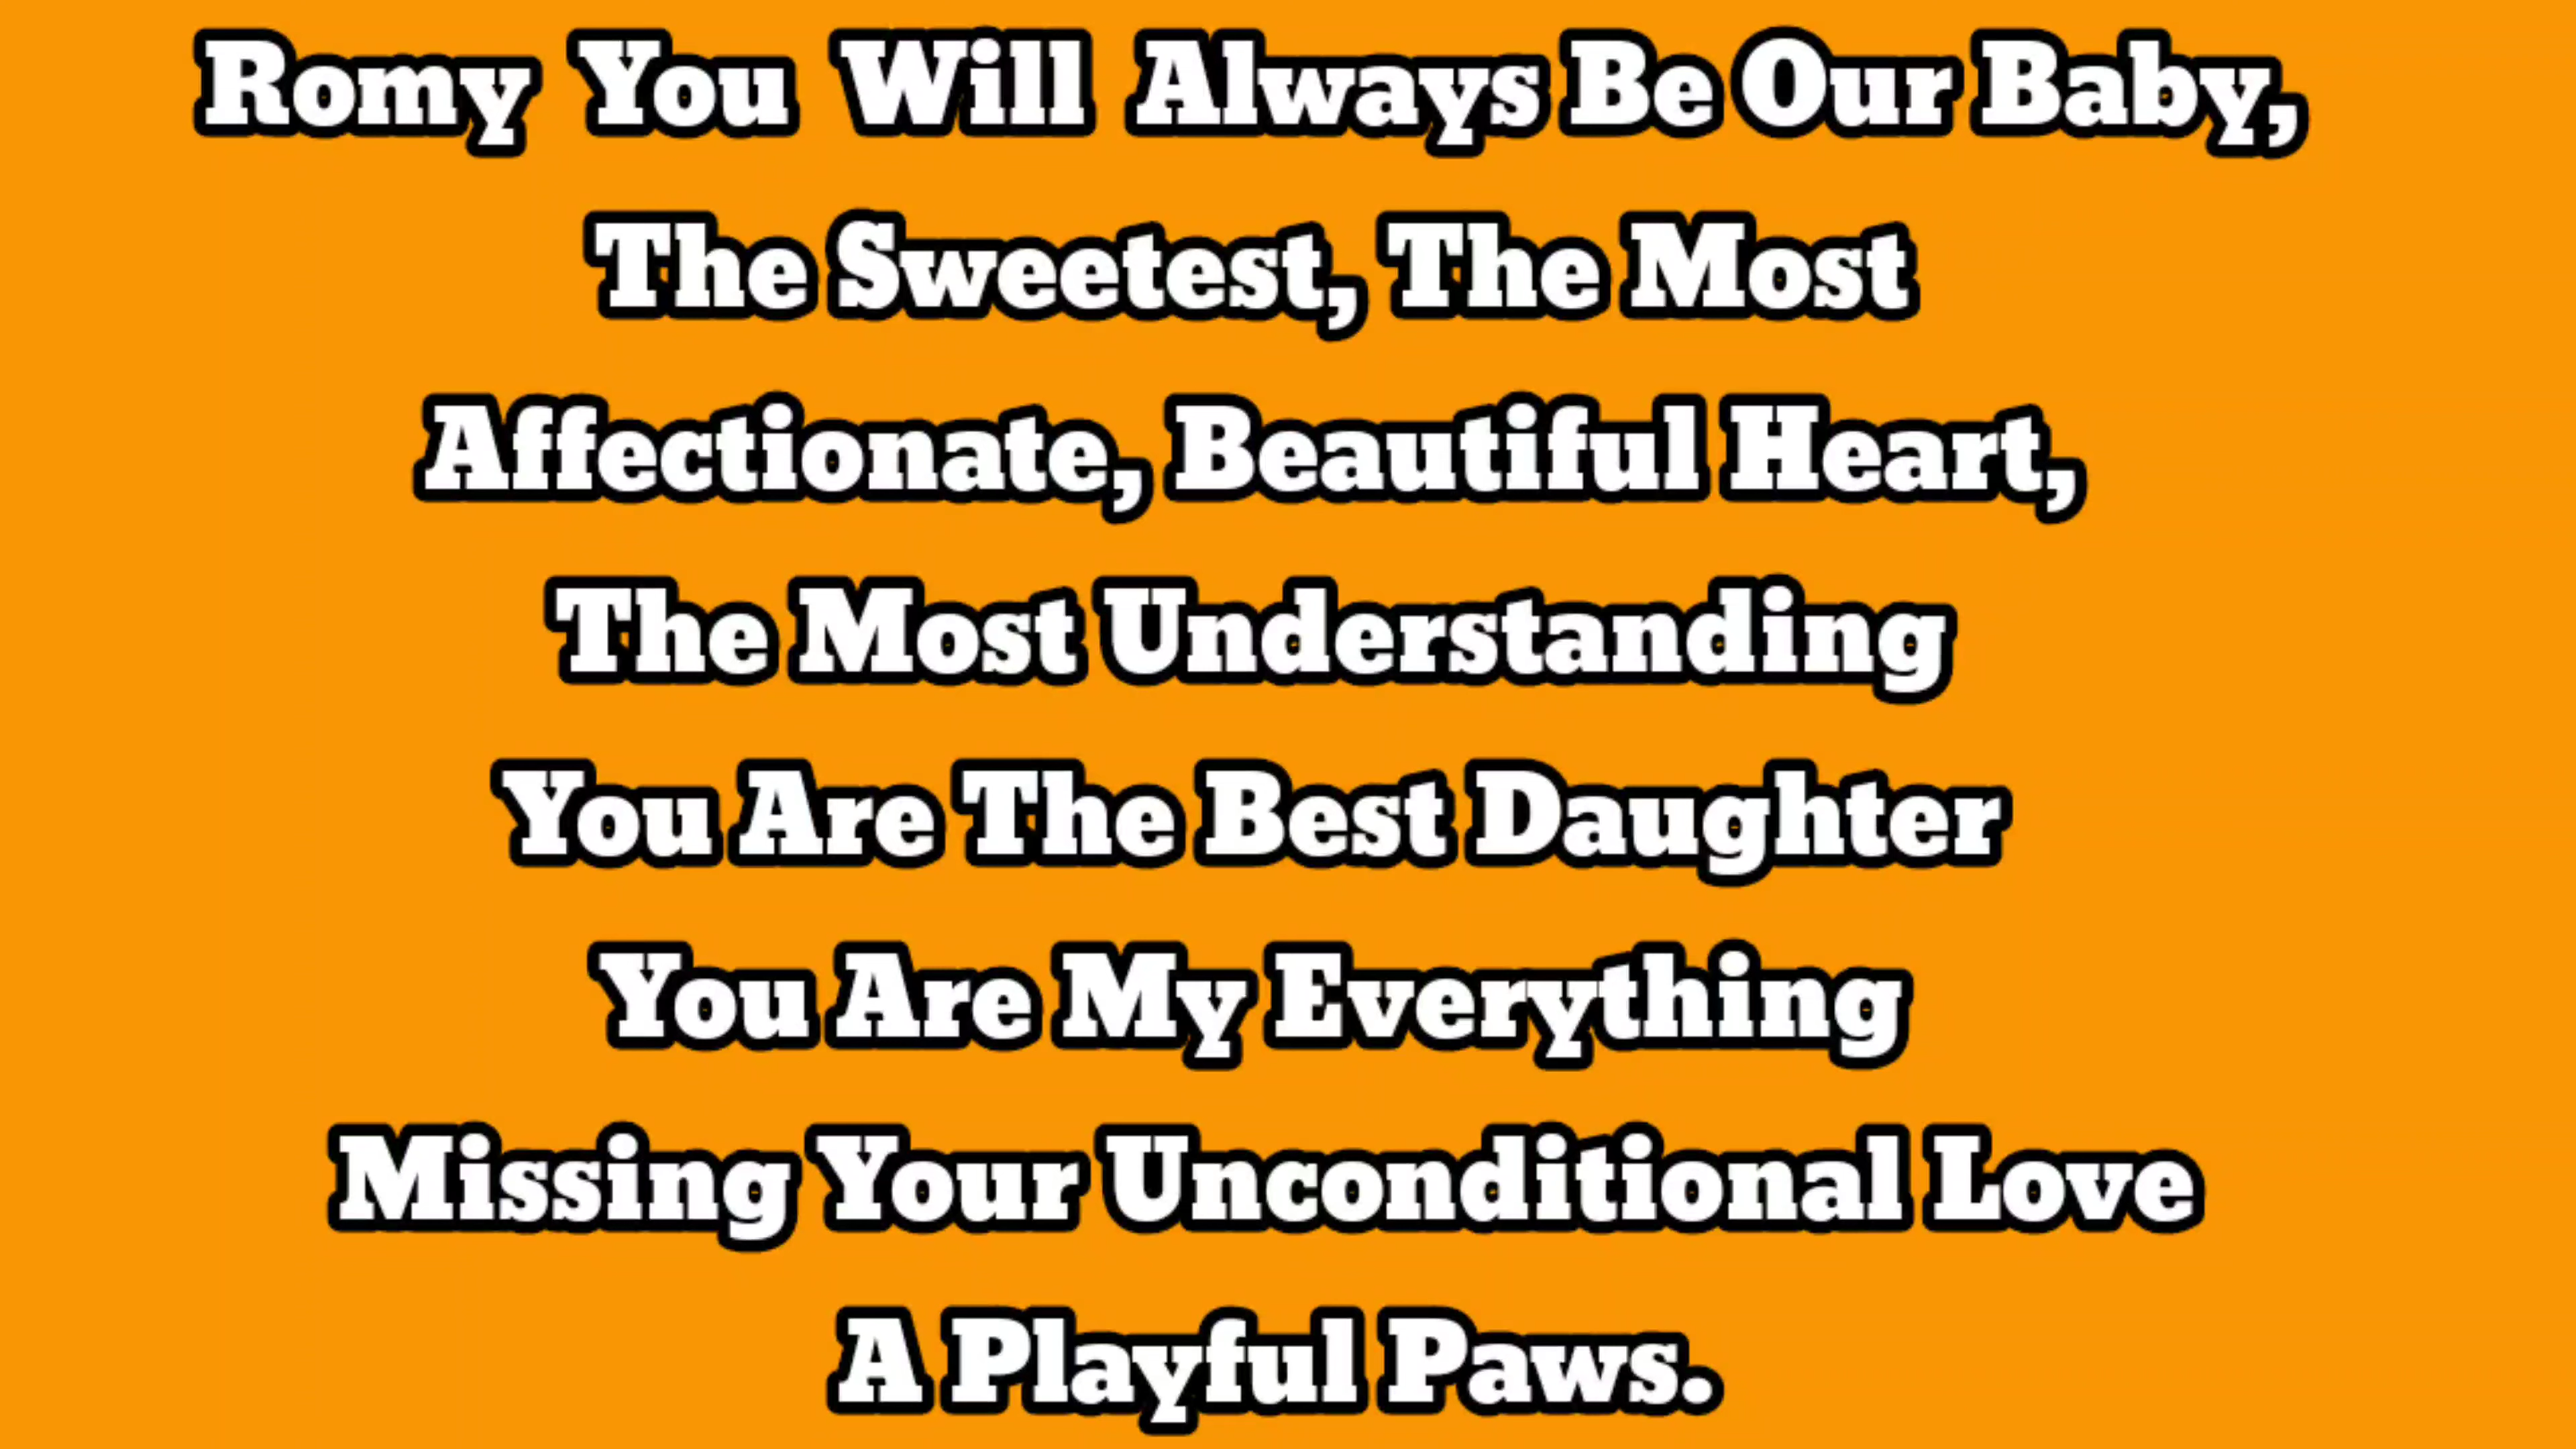 Romy You Will Always Be Our Baby,
The Sweetest, The Most
Affectionate, Beautiful Heart,
The Most Understanding
You Are The Best Daughter
You Are My Everything
Missing Your Unconditional Love
A Playful Paws.